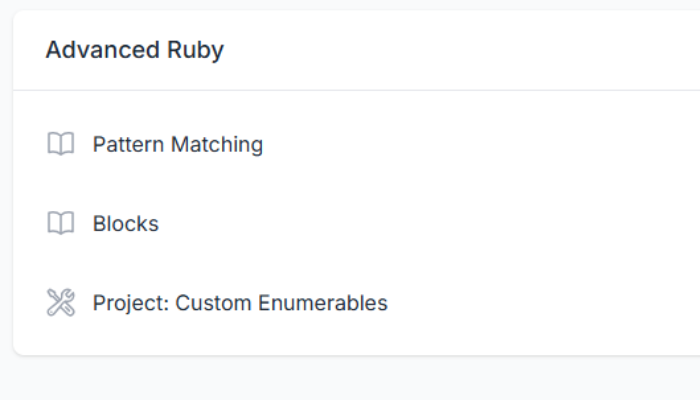 Advanced Ruby
Pattern Matching
Blocks
Project: Custom Enumerables